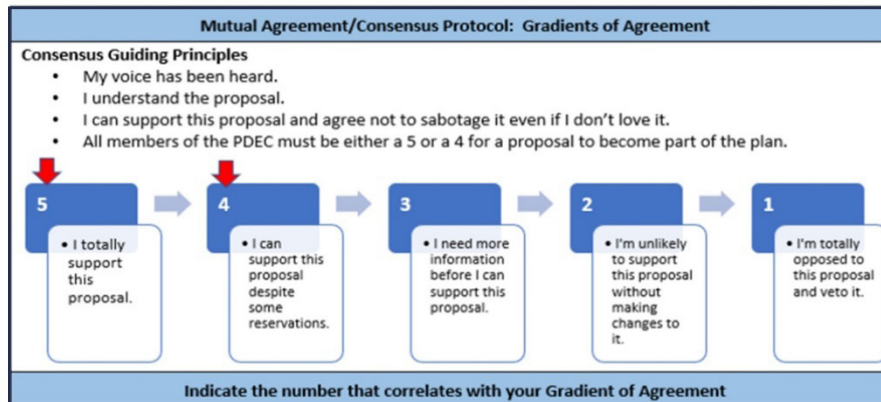 Mutual Agreement/Consensus Protocol: Gradients of Agreement
Consensus Guiding Principles
• My voice has been heard.
• I understand the proposal.
• I can support this proposal and agree not to sabotage it even if I don't love it.
• All members of the PDEC must be either a 5 or a 4 for a proposal to become part of the plan.
5
• I totally
support
this
proposal.
4
• I can
support this
proposal
despite
some
reservations.
3
• I need more
information
before I can
support this
proposal.
2
• I'm unlikely
to support
this proposal
without
making
changes to
it.
1
• I'm totally
opposed to
this proposal
and veto it.
Indicate the number that correlates with your Gradient of Agreement